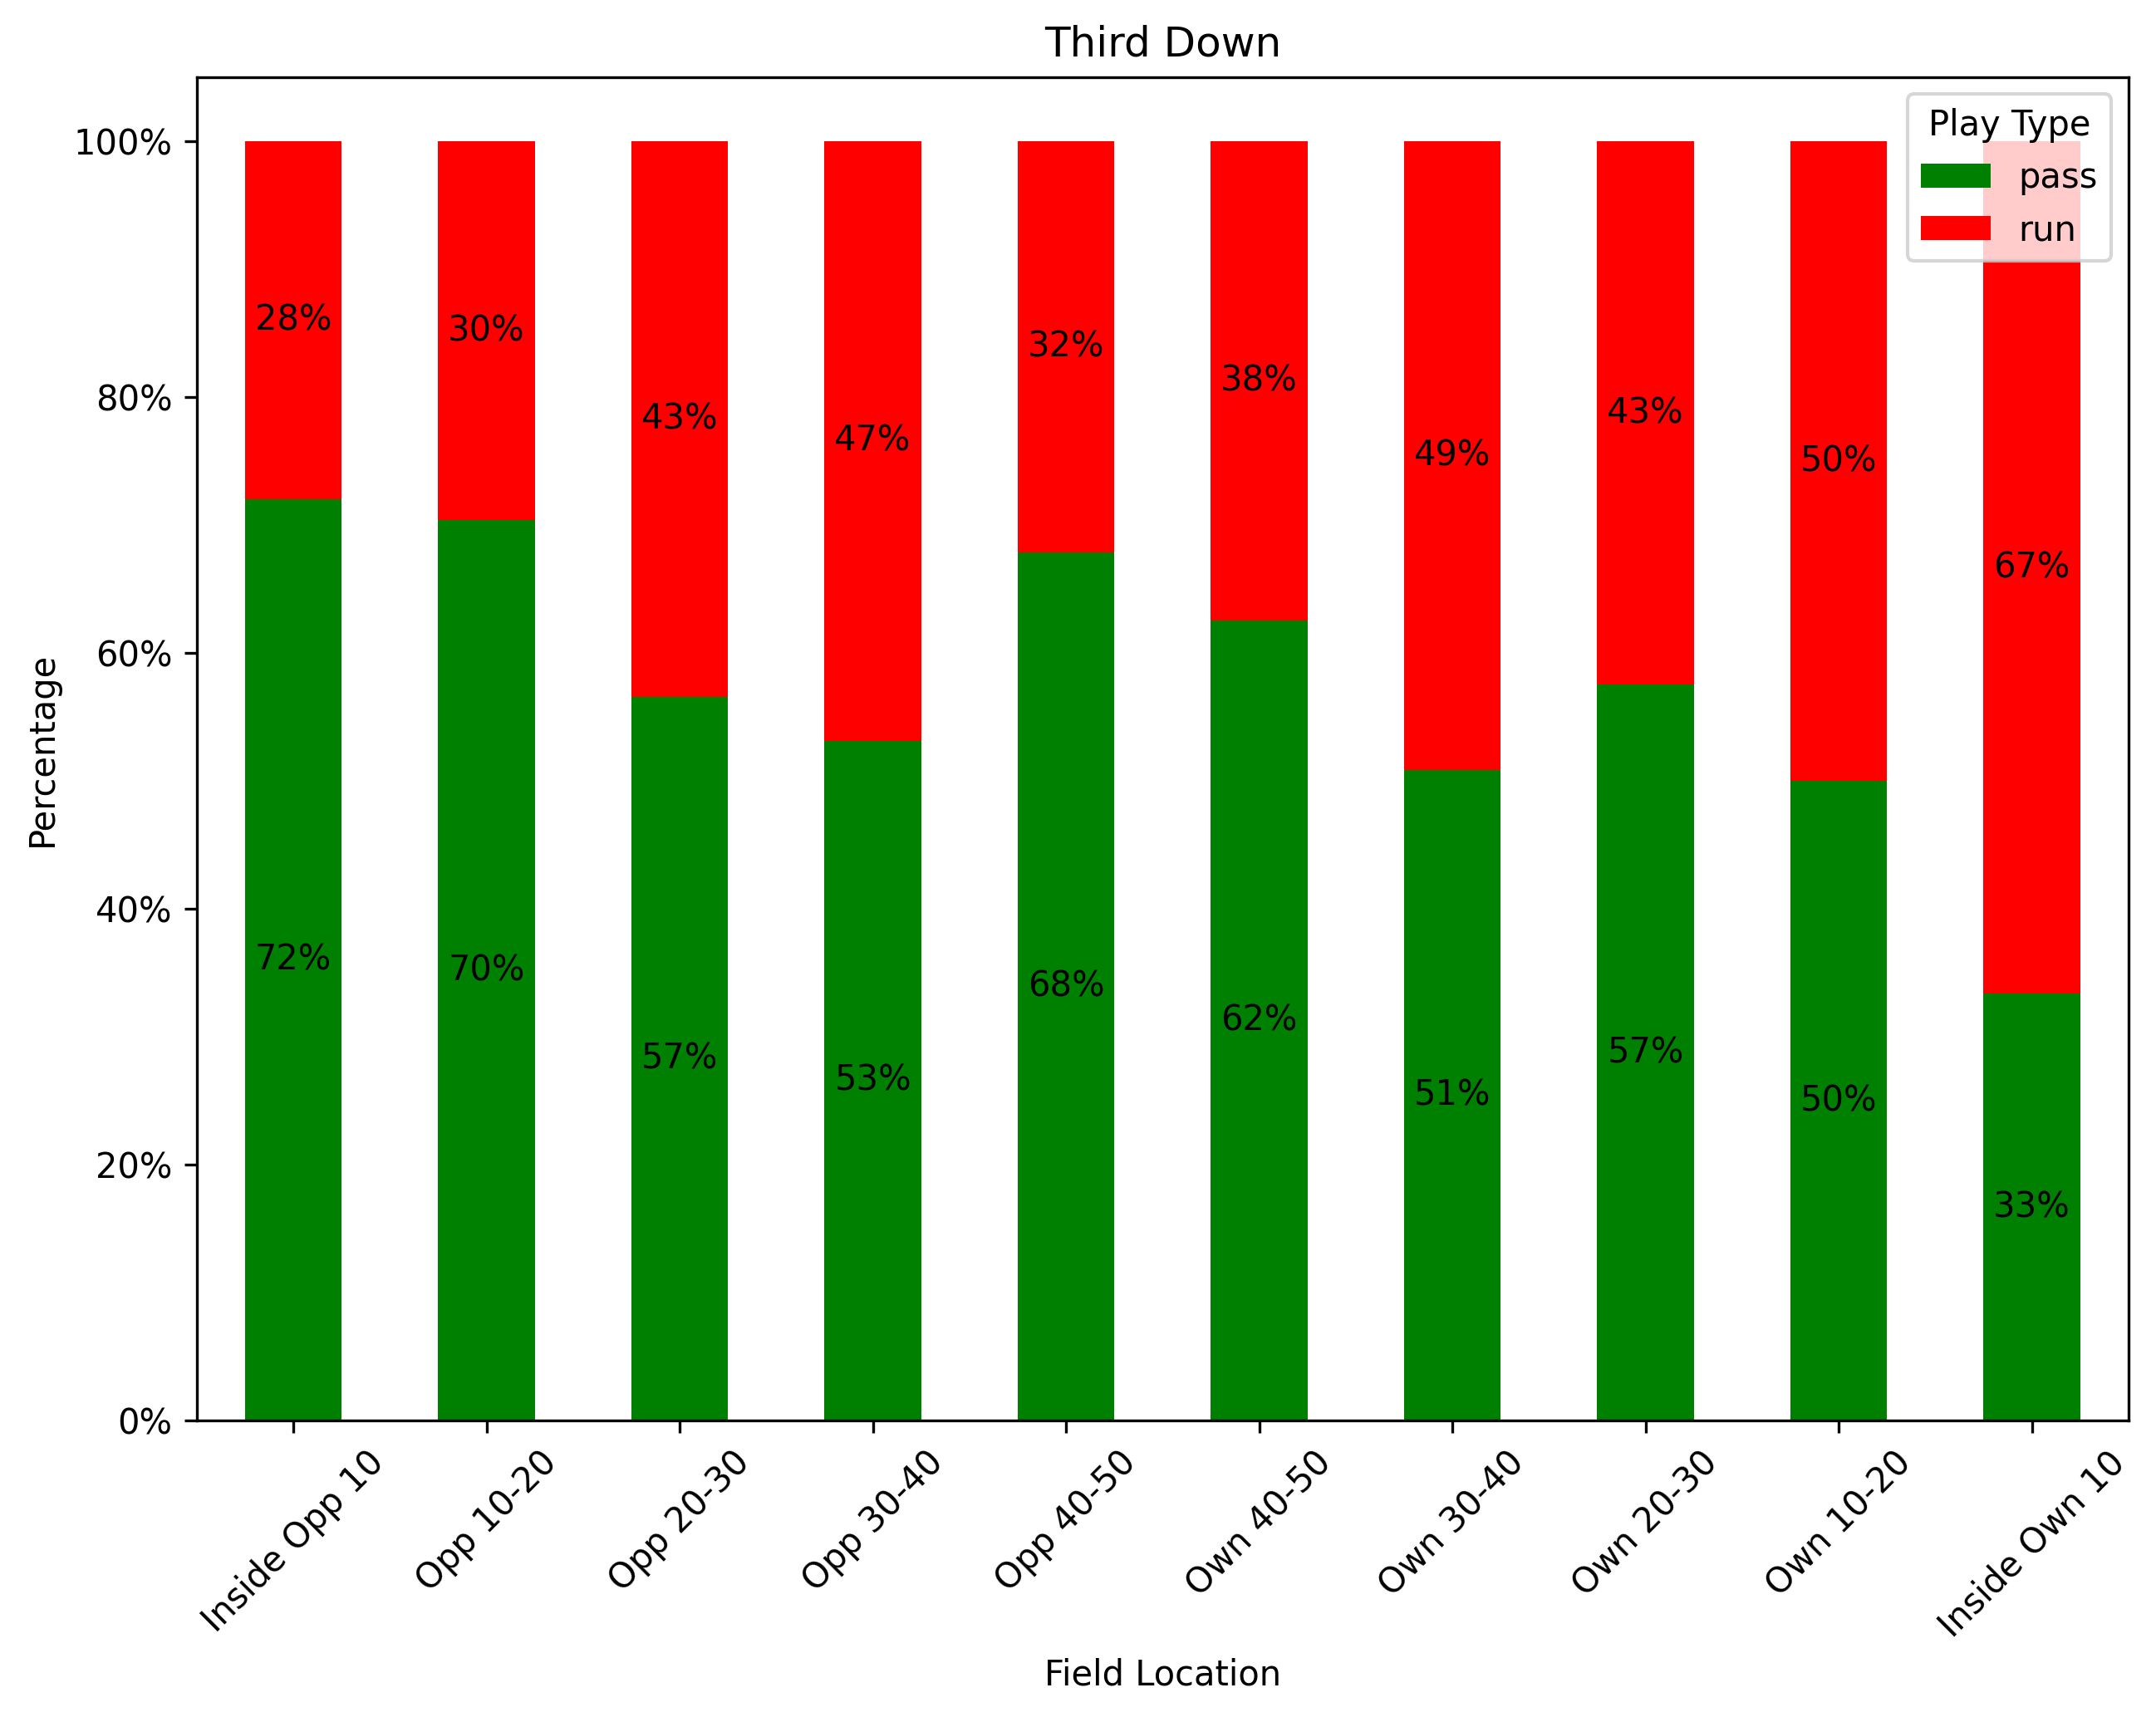 Third Down
Play Type
pass
run
Percentage
100%
80%
60%
40%
20%
0%
28%
30%
43%
47%
32%
38%
49%
43%
50%
67%
72%
70%
57%
53%
68%
62%
51%
57%
50%
33%
Inside Opp 10
Opp 10-20
Opp 20-30
Opp 30-40
Opp 40-50
Own 40-50
Own 30-40
Own 20-30
Own 10-20
Inside Own 10
Field Location